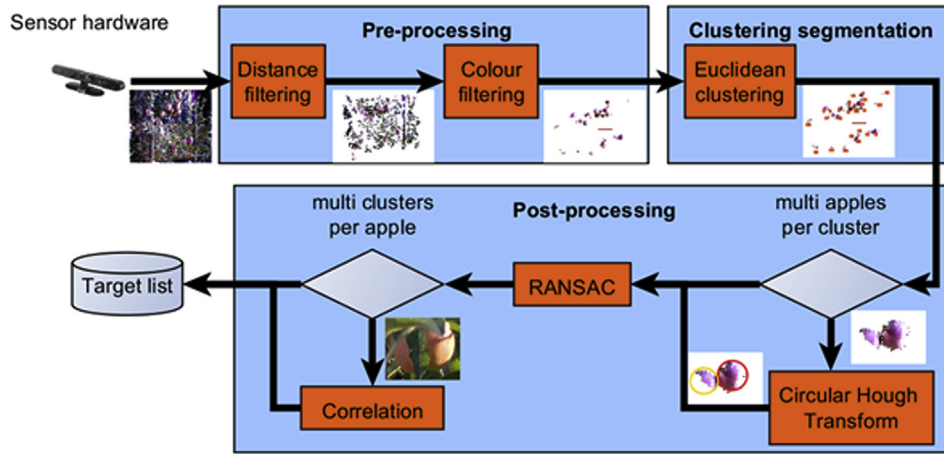 Sensor hardware
Pre-processing
Distance
filtering
Colour
filtering
Clustering segmentation
Euclidean
clustering
multi clusters
per apple
Post-processing
multi apples
per cluster
Target list
RANSAC
Correlation
Circular Hough
Transform